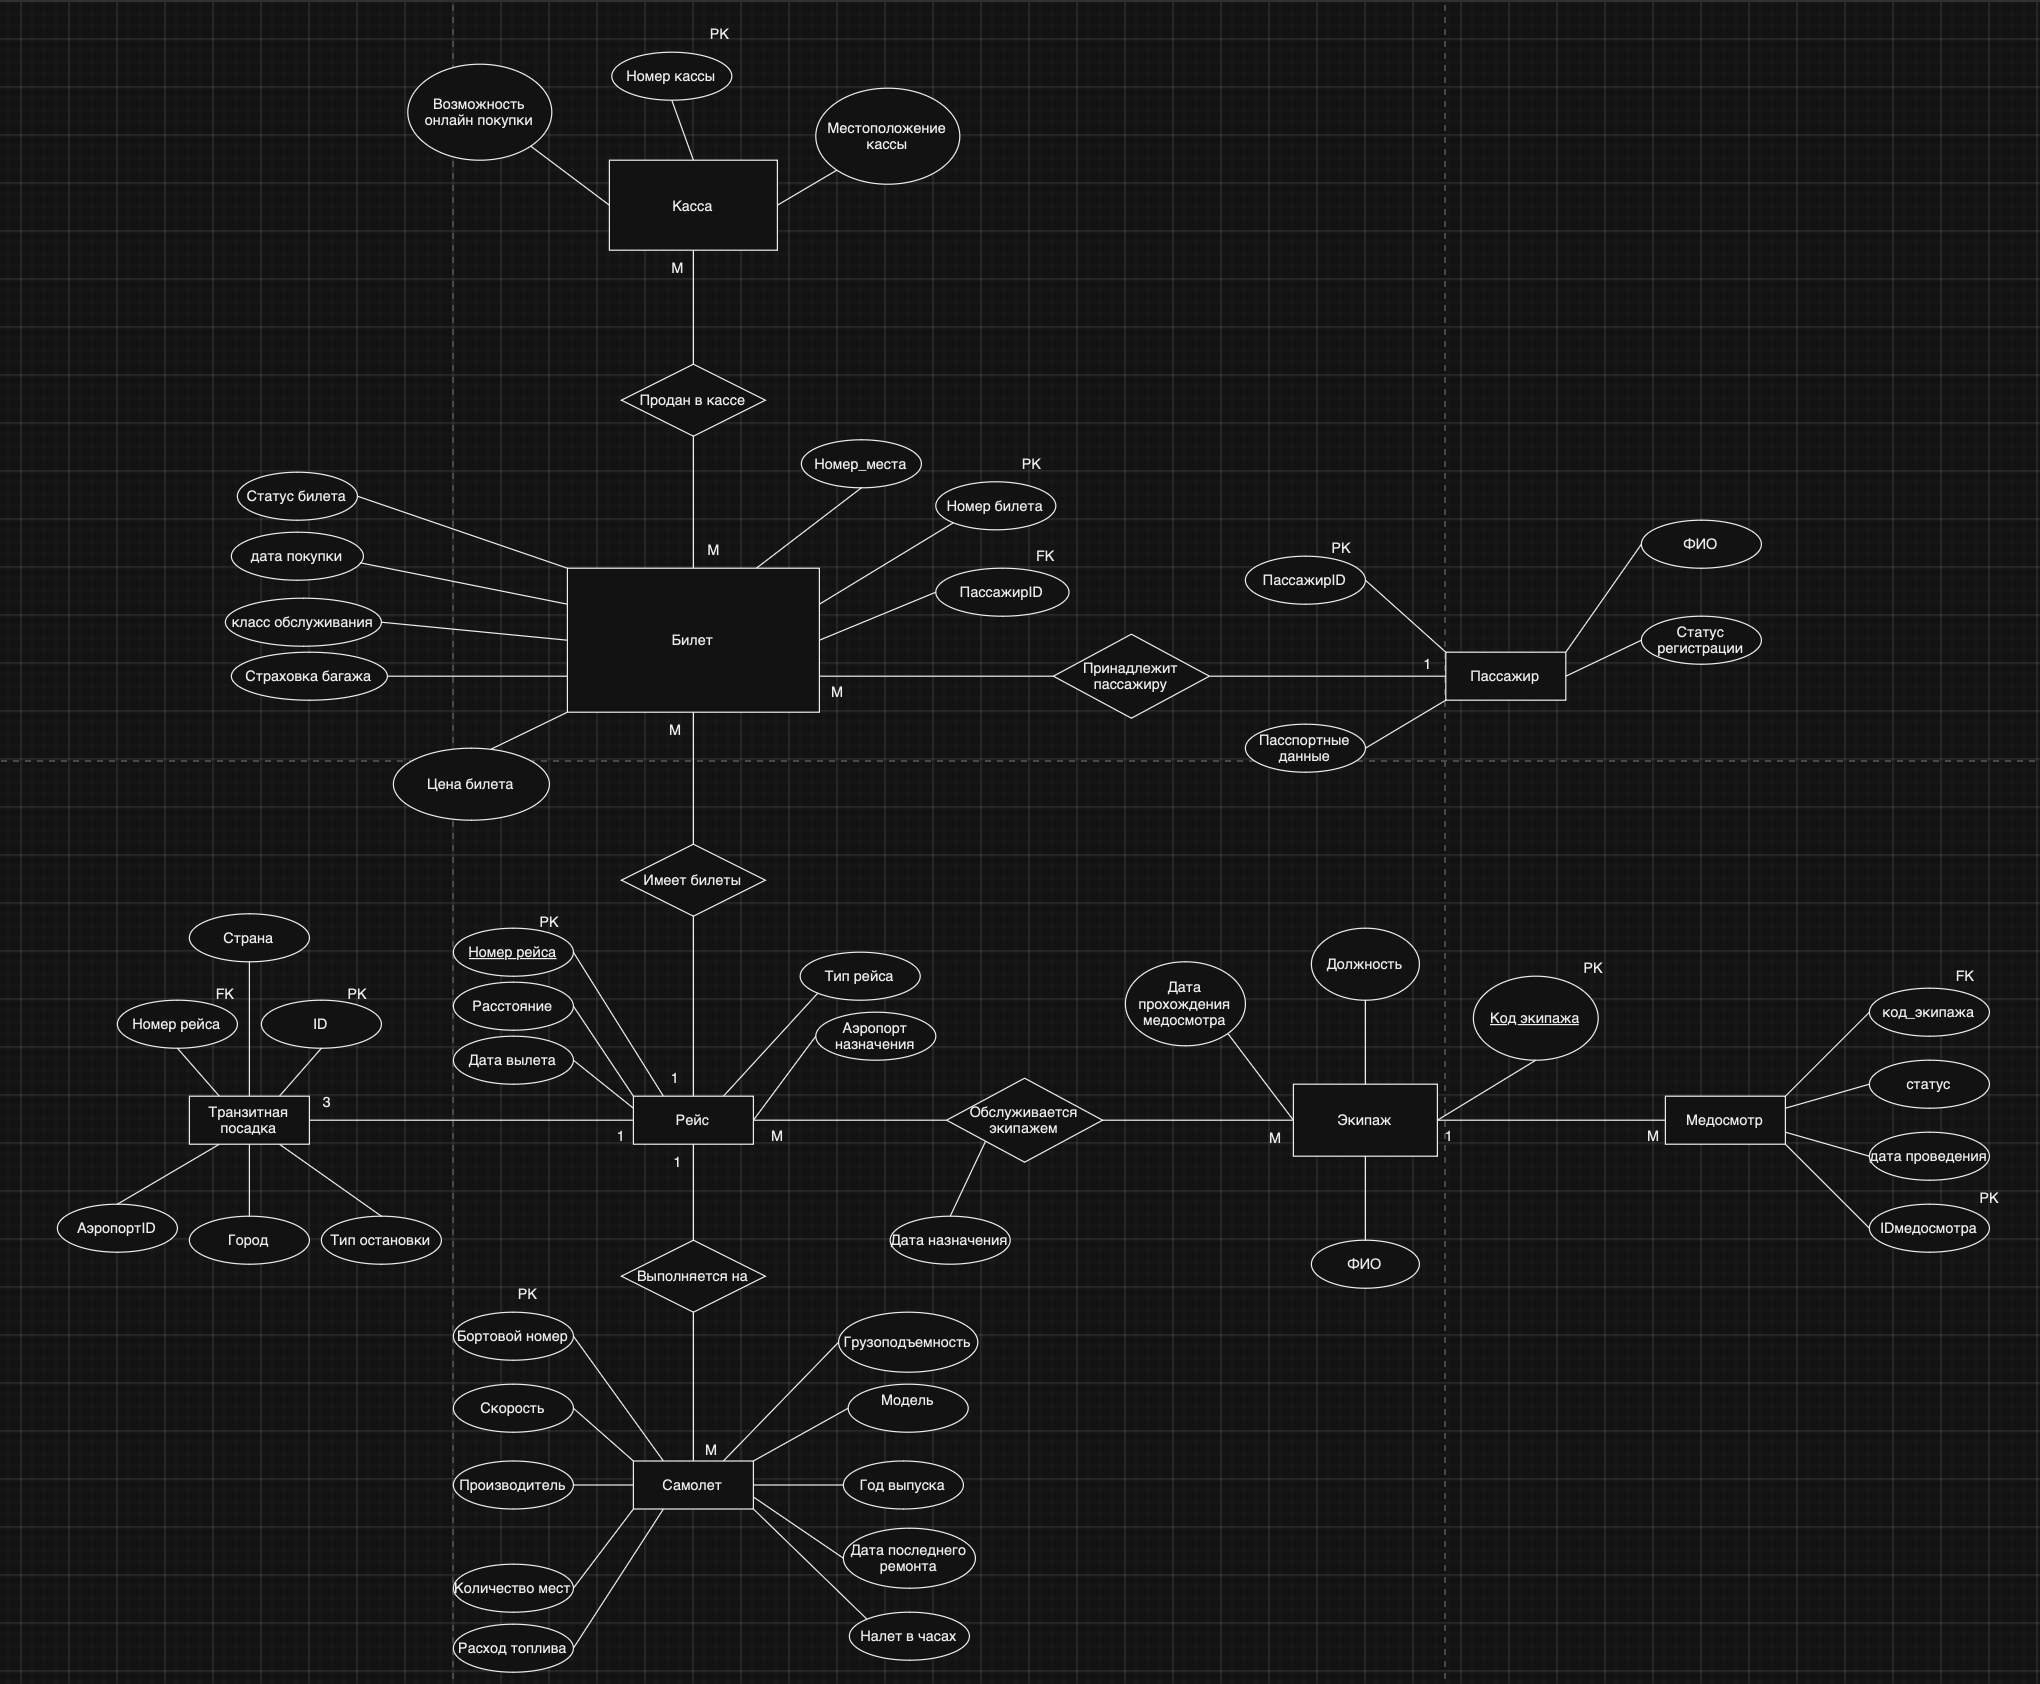 PK
Номер кассы
Возможность
онлайн покупки
Местоположение
кассы
Касса
М
Продан в кассе
Номер_места
PK
Номер билета
Статус билета
FK
ПассажирID
дата покупки
класс обслуживания
Страховка багажа
М
Билет
М
М
Цена билета
Принадлежит
пассажиру
PK
ПассажирID
ФИО
Статус
регистрации
1
Пассажир
Пасспортные
данные
Имеет билеты
Страна
FK
Номер рейса
PK
ID
Транзитная
посадка
3
АэропортID
Город
Тип остановки
PK
Номер рейса
Расстояние
Дата вылета
Тип рейса
Аэропорт
назначения
1
Рейс
1
М
1
Обслуживается
экипажем
Дата назначения
Дата
прохождения
медосмотра
Должность
PK
Код экипажа
М
Экипаж
1
ФИО
М
Медосмотр
FK
код_экипажа
статус
дата проведения
PK
IDмедосмотра
Выполняется на
PK
Бортовой номер
Скорость
Производитель
Количество мест
Расход топлива
М
Самолет
Грузоподъемность
Модель
Год выпуска
Дата последнего
ремонта
Налет в часах